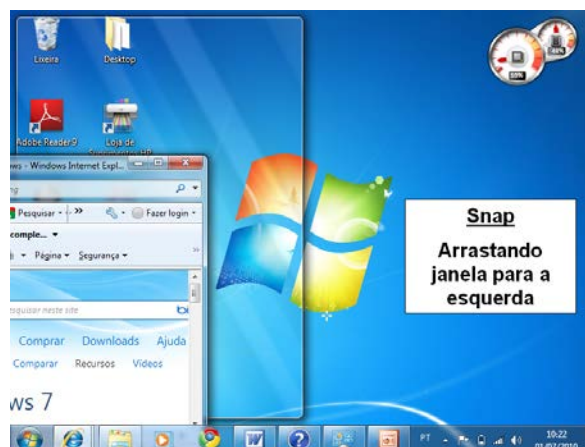 Lixeira
Desktop
Adobe Reader 9
Loja de
ws - Windows Internet Expl...
Pesquisar
Fazer login
comple...
Página
Segurança
esquisar neste site
Comprar Downloads Ajuda
Comparar Recursos Vídeos
ws 7
Snap
Arrastando
janela para a
esquerda
PT
10:22